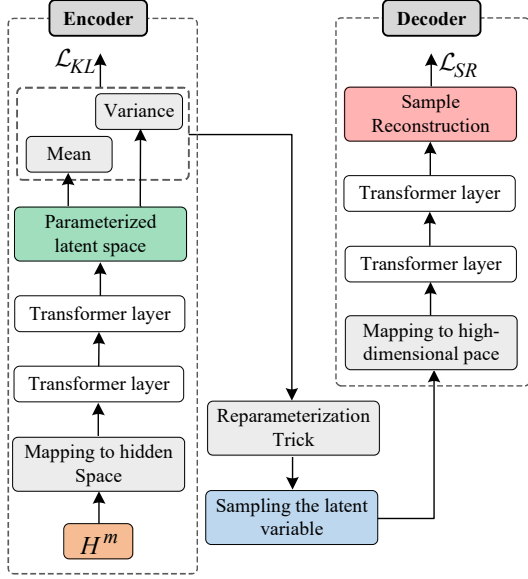 Encoder
ℒ_KL
Variance
Mean
Parameterized
latent space
Transformer layer
Transformer layer
Mapping to hidden
Space
H^m
Reparameterization
Trick
Sampling the latent
variable
Decoder
ℒ_SR
Sample
Reconstruction
Transformer layer
Transformer layer
Mapping to high-
dimensional pace